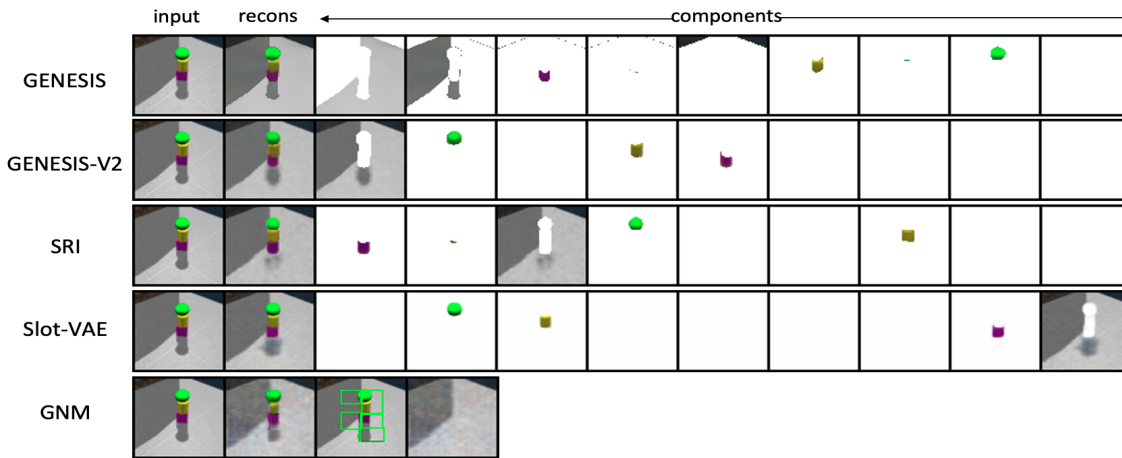 input recons components
GENESIS
GENESIS-V2
SRI
Slot-VAE
GNM